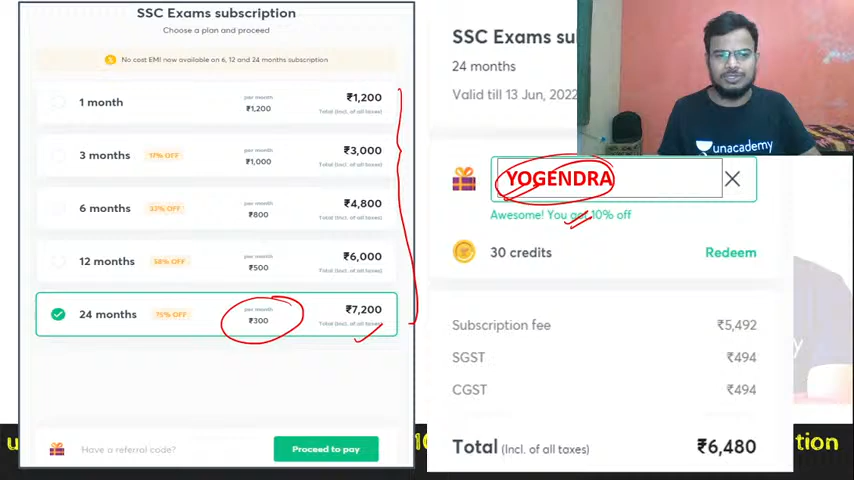 SSC Exams subscription
Choose a plan and proceed
No cost EMI now available on 6, 12 and 24 months subscription
1 month
per month
₹1,200
₹1,200
Total (Incl. of all taxes)
3 months
17% OFF
per month
₹1,000
₹3,000
Total (Incl. of all taxes)
6 months
33% OFF
per month
₹800
₹4,800
Total (Incl. of all taxes)
12 months
58% OFF
per month
₹500
₹6,000
Total (Incl. of all taxes)
24 months
75% OFF
per month
₹300
₹7,200
Total (Incl. of all taxes)
Have a referral code?
Proceed to pay
SSC Exams su
24 months
Valid till 13 Jun, 2022
unacademy
YOGENDRA
Awesome! You got 10% off
30 credits
Redeem
Subscription fee
₹5,492
SGST
₹494
CGST
₹494
Total (Incl. of all taxes)
₹6,480